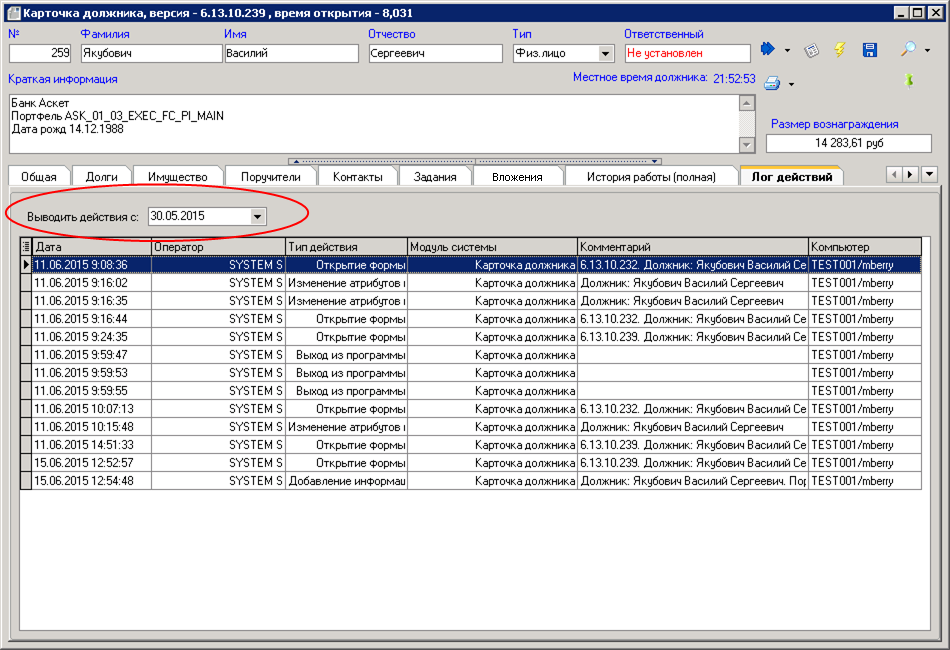 Карточка должника, версия - 6.13.10.239 , время открытия - 8,031
№ Фамилия Имя Отчество Тип Ответственный
259 Якубович Василий Сергеевич Физ.лицо Не установлен
Краткая информация Местное время должника: 21:52:53
Банк Аскет
Портфель ASK_01_03_EXEC_FC_PI_MAIN
Дата рожд 14.12.1988
Размер вознаграждения
14 283,61 руб
Общая Долги Имущество Поручители Контакты Задания Вложения История работы (полная) Лог действий
Выводить действия с: 30.05.2015
Дата Оператор Тип действия Модуль системы Комментарий Компьютер
11.06.2015 9:08:36 SYSTEM S Открытие формы Карточка должника 6.13.10.232. Должник: Якубович Василий Се TEST001/mberry
11.06.2015 9:16:02 SYSTEM S Изменение атрибутов Карточка должника Должник: Якубович Василий Сергеевич TEST001/mberry
11.06.2015 9:16:35 SYSTEM S Изменение атрибутов Карточка должника Должник: Якубович Василий Сергеевич TEST001/mberry
11.06.2015 9:16:44 SYSTEM S Открытие формы Карточка должника 6.13.10.232. Должник: Якубович Василий Се TEST001/mberry
11.06.2015 9:24:35 SYSTEM S Открытие формы Карточка должника 6.13.10.239. Должник: Якубович Василий Се TEST001/mberry
11.06.2015 9:59:47 SYSTEM S Выход из программы Карточка должника TEST001/mberry
11.06.2015 9:59:53 SYSTEM S Выход из программы Карточка должника TEST001/mberry
11.06.2015 9:59:55 SYSTEM S Выход из программы Карточка должника TEST001/mberry
11.06.2015 10:07:13 SYSTEM S Открытие формы Карточка должника 6.13.10.232. Должник: Якубович Василий Се TEST001/mberry
11.06.2015 10:15:48 SYSTEM S Изменение атрибутов Карточка должника Должник: Якубович Василий Сергеевич TEST001/mberry
11.06.2015 14:51:33 SYSTEM S Открытие формы Карточка должника 6.13.10.239. Должник: Якубович Василий Се TEST001/mberry
15.06.2015 12:52:57 SYSTEM S Открытие формы Карточка должника 6.13.10.239. Должник: Якубович Василий Се TEST001/mberry
15.06.2015 12:54:48 SYSTEM S Добавление информац Карточка должника Должник: Якубович Василий Сергеевич. Пор TEST001/mberry